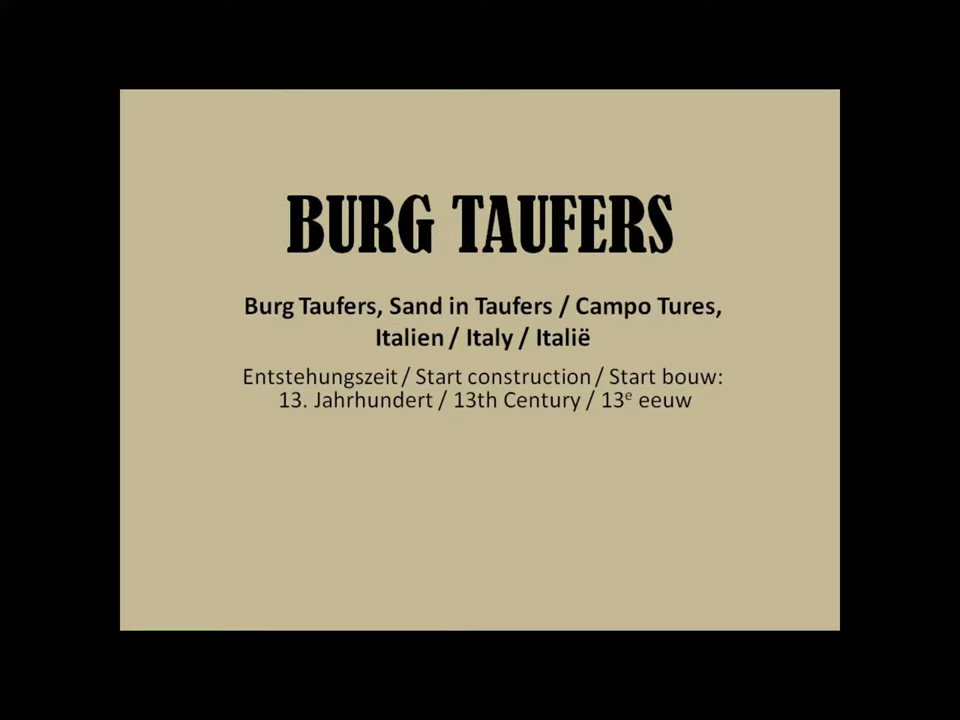 BURG TAUFERS
Burg Taufers, Sand in Taufers / Campo Tures,
Italien / Italy / Italië
Entstehungszeit / Start construction / Start bouw:
13. Jahrhundert / 13th Century / 13e eeuw